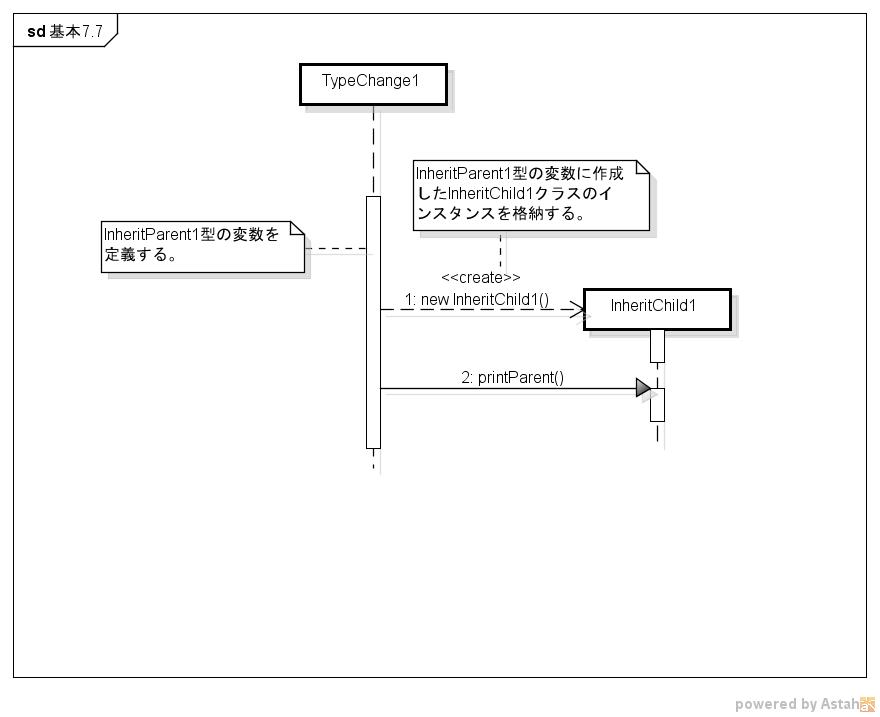 sd 基本7.7
TypeChange1
InheritParent1型の変数に作成
したInheritChild1クラスのイ
ンスタンスを格納する。
InheritParent1型の変数を
定義する。
<<create>>
1: new InheritChild1()
InheritChild1
2: printParent()
powered by Astah